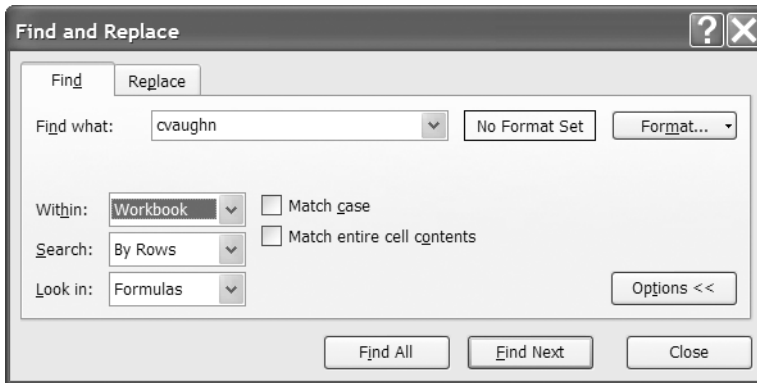 Find and Replace ?
Find Replace
Find what: cvaughn No Format Set Format...
Within: Workbook Match case
Match entire cell contents
Search: By Rows
Look in: Formulas Options <<
Find All Find Next Close